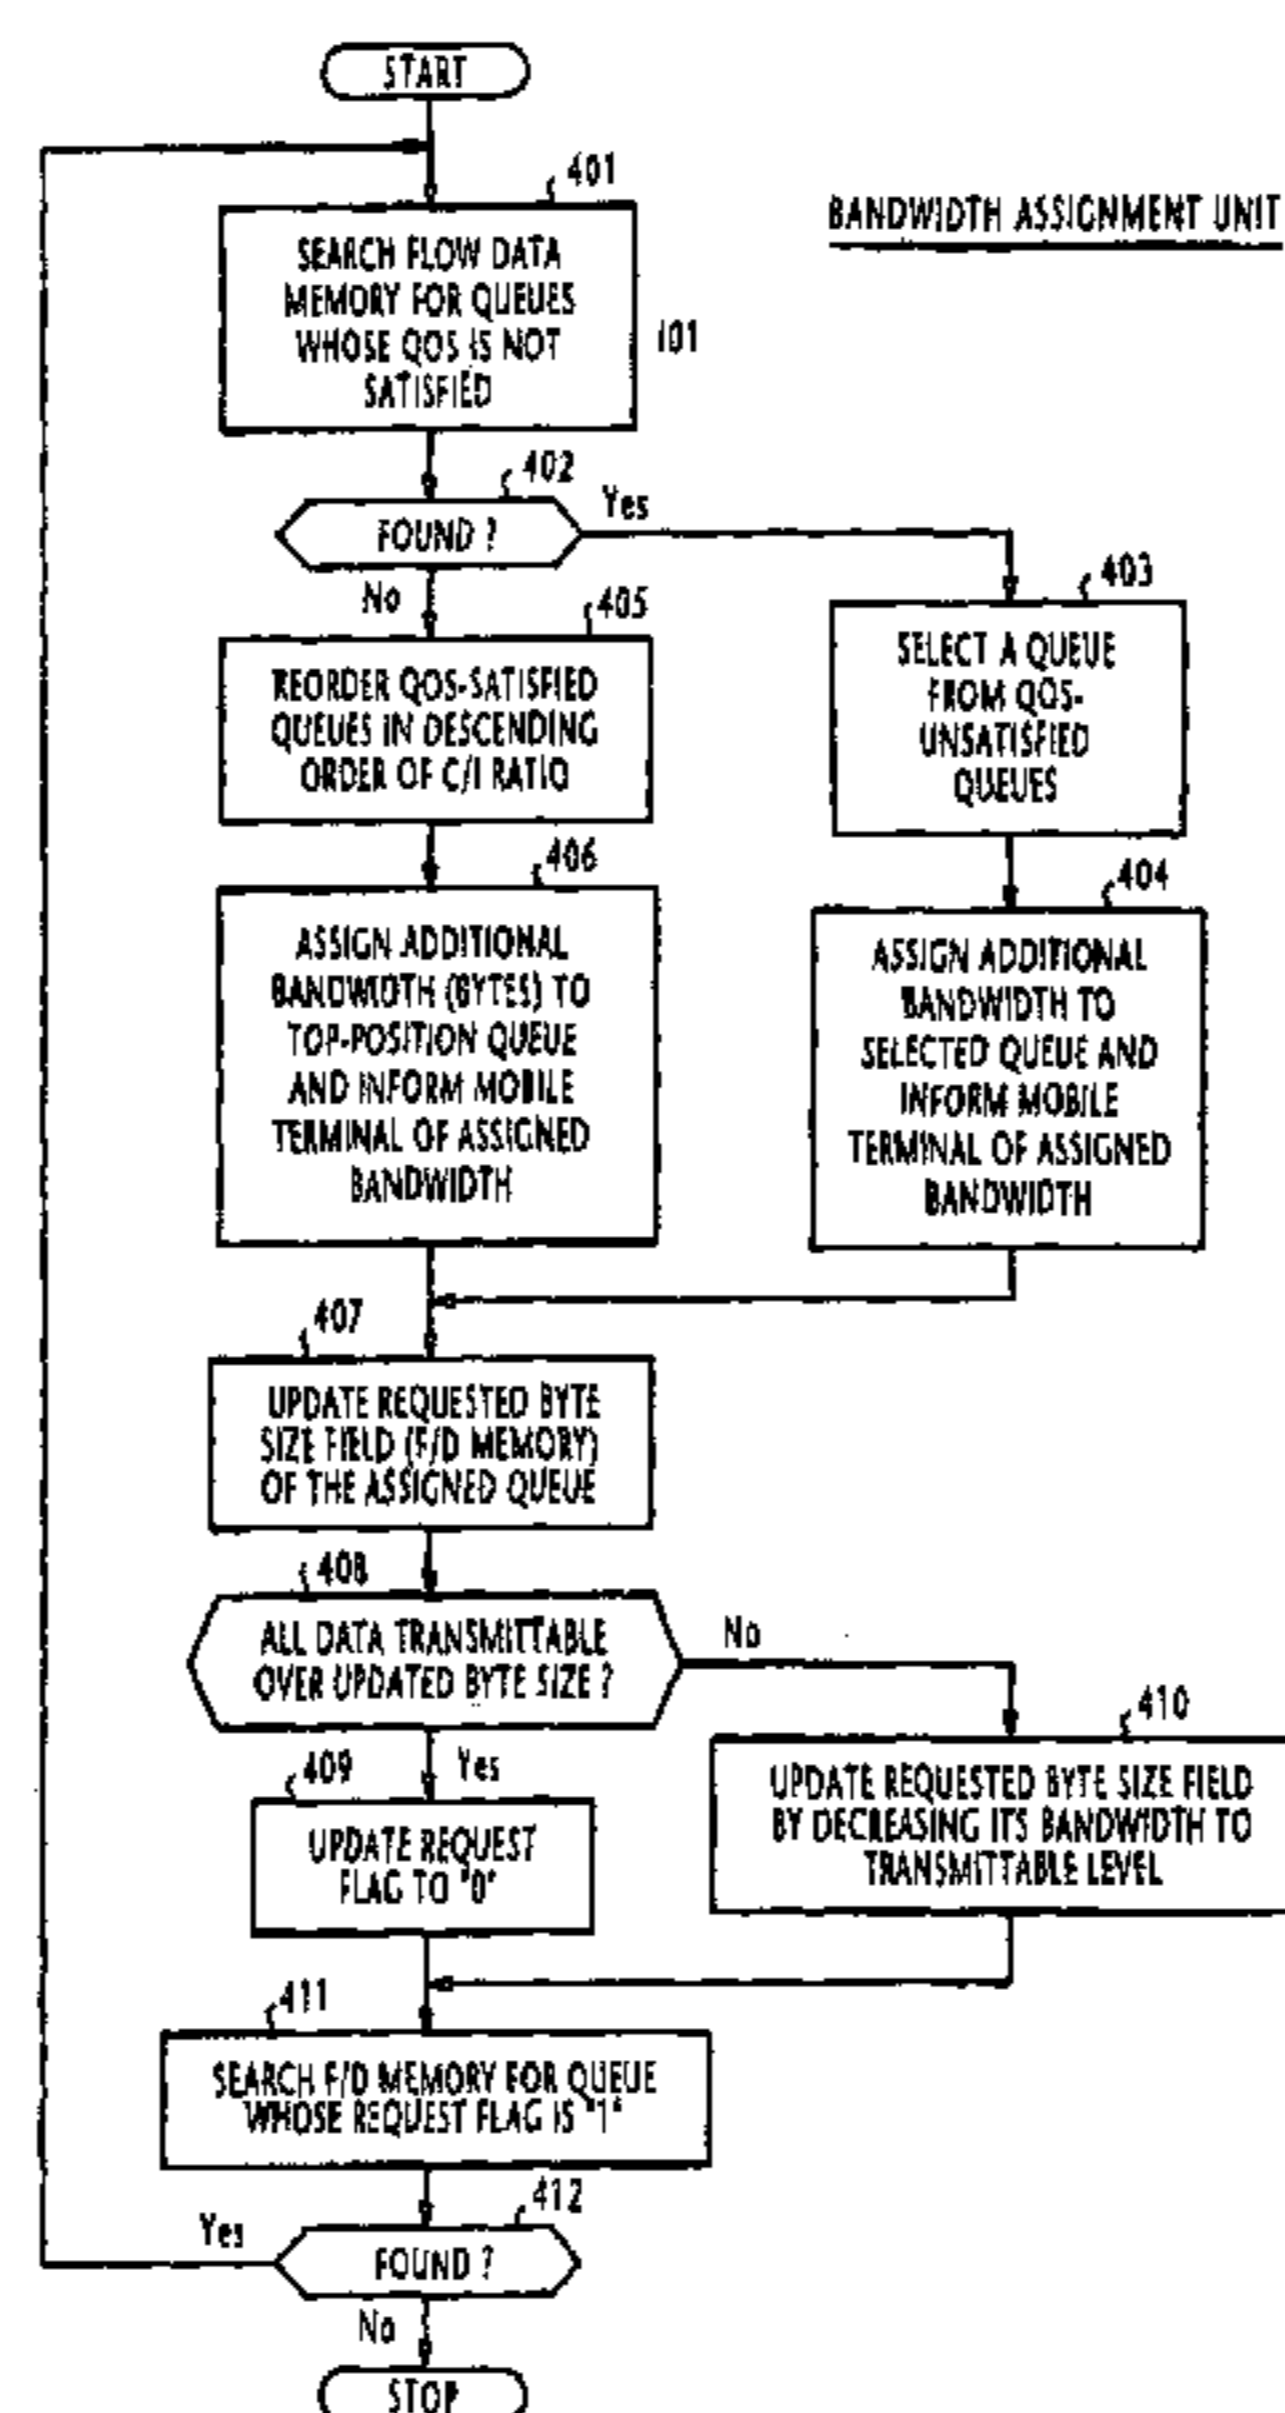 START
401
BANDWIDTH ASSIGNMENT UNIT
SEARCH FLOW DATA
MEMORY FOR QUEUES
WHOSE QOS IS NOT
SATISFIED
101
402
FOUND ?
Yes
No
403
SELECT A QUEUE
FROM QOS-
UNSATISFIED
QUEUES
405
REORDER QOS-SATISFIED
QUEUES IN DESCENDING
ORDER OF C/I RATIO
406
ASSIGN ADDITIONAL
BANDWIDTH (BYTES) TO
TOP-POSITION QUEUE
AND INFORM MOBILE
TERMINAL OF ASSIGNED
BANDWIDTH
404
ASSIGN ADDITIONAL
BANDWIDTH TO
SELECTED QUEUE AND
INFORM MOBILE
TERMINAL OF ASSIGNED
BANDWIDTH
407
UPDATE REQUESTED BYTE
SIZE FIELD (F/D MEMORY)
OF THE ASSIGNED QUEUE
408
ALL DATA TRANSMITTABLE
OVER UPDATED BYTE SIZE ?
No
Yes
409
UPDATE REQUEST
FLAG TO "0"
410
UPDATE REQUESTED BYTE SIZE FIELD
BY DECREASING ITS BANDWIDTH TO
TRANSMITTABLE LEVEL
411
SEARCH F/D MEMORY FOR QUEUE
WHOSE REQUEST FLAG IS "1"
412
Yes
FOUND ?
No
STOP